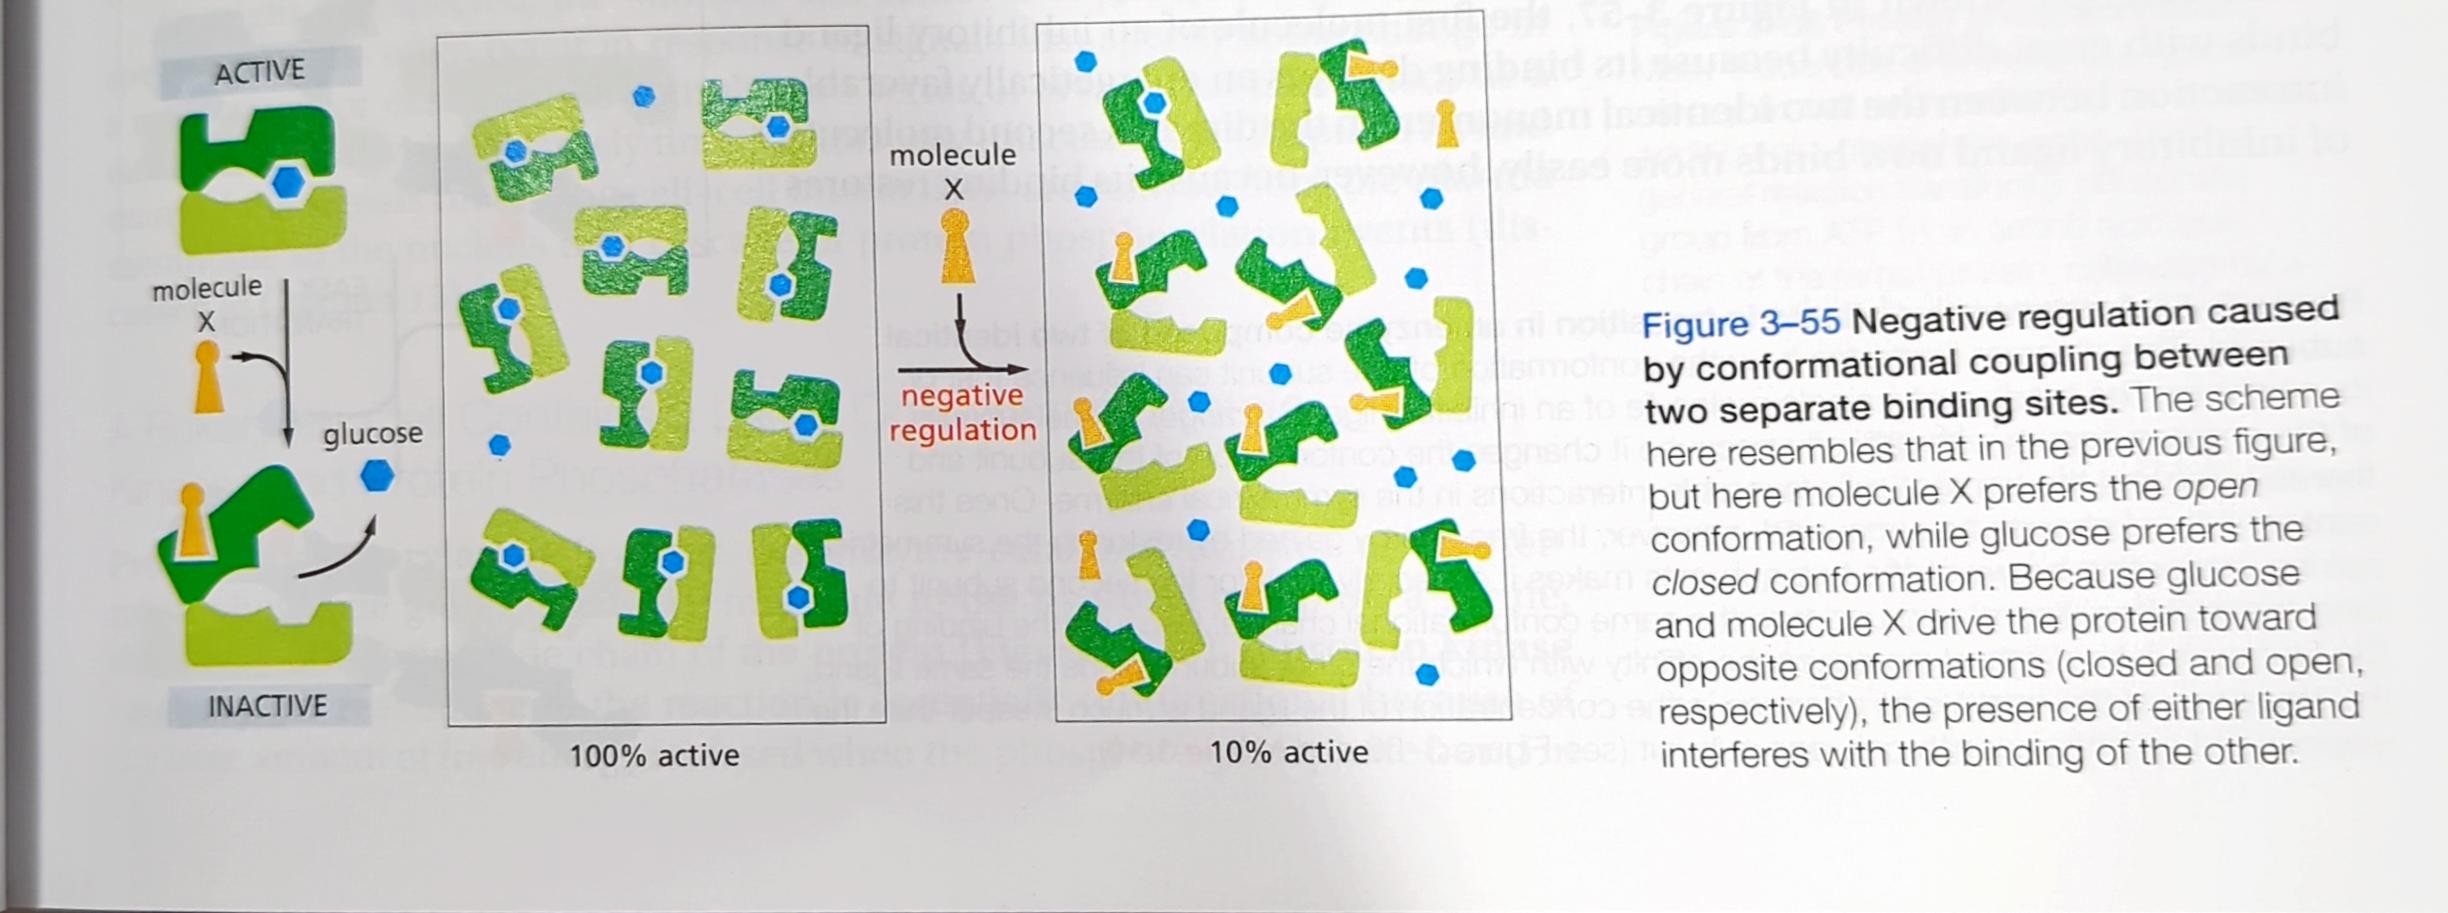 ACTIVE
molecule
X
glucose
INACTIVE
100% active
molecule
X
negative
regulation
10% active
Figure 3–55 Negative regulation caused
by conformational coupling between
two separate binding sites. The scheme
here resembles that in the previous figure,
but here molecule X prefers the open
conformation, while glucose prefers the
closed conformation. Because glucose
and molecule X drive the protein toward
opposite conformations (closed and open,
respectively), the presence of either ligand
interferes with the binding of the other.